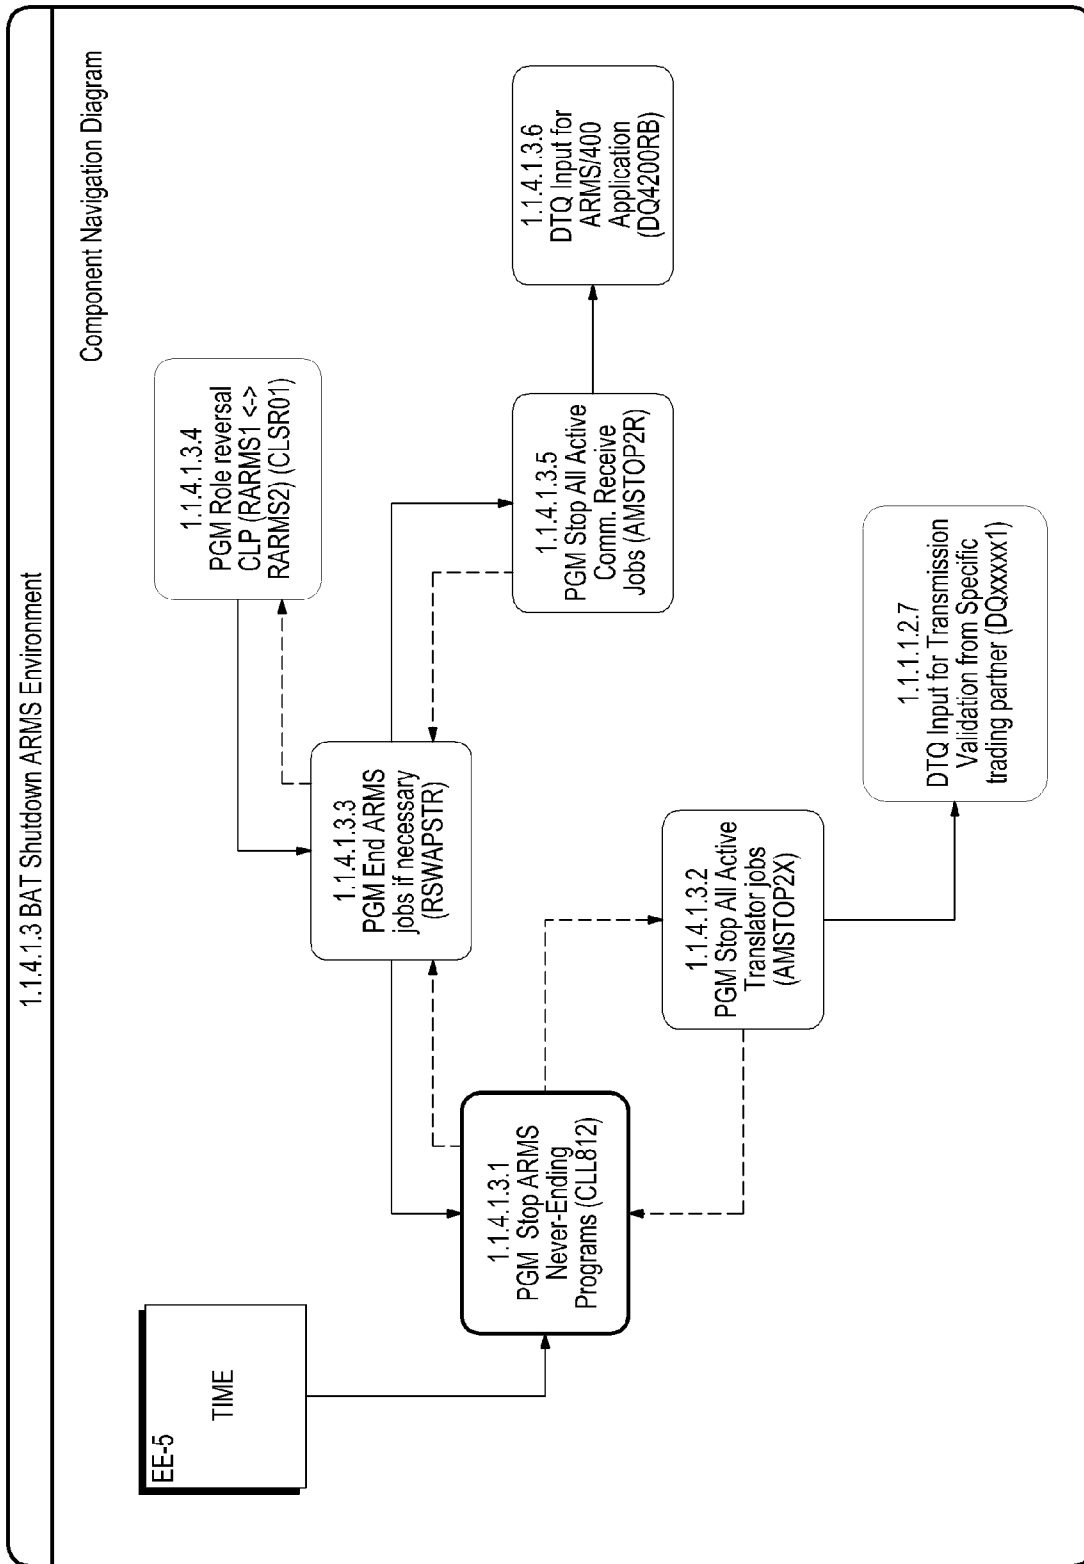 1.1.4.1.3 BAT Shutdown ARMS Environment
Component Navigation Diagram
EE-5
TIME
1.1.4.1.3.1
PGM  Stop ARMS
Never-Ending
Programs (CLL812)
1.1.4.1.3.3
PGM End ARMS
jobs if necessary
(RSWAPSTR)
1.1.4.1.3.4
PGM Role reversal
CLP (RARMS1 <->
RARMS2) (CLSR01)
1.1.4.1.3.2
PGM Stop All Active
Translator jobs
(AMSTOP2X)
1.1.4.1.3.5
PGM Stop All Active
Comm. Receive
Jobs (AMSTOP2R)
1.1.4.1.3.6
DTQ Input for
ARMS/400
Application
(DQ4200RB)
1.1.1.1.2.7
DTQ Input for Transmission
Validation from Specific
trading partner (DQxxxxx1)